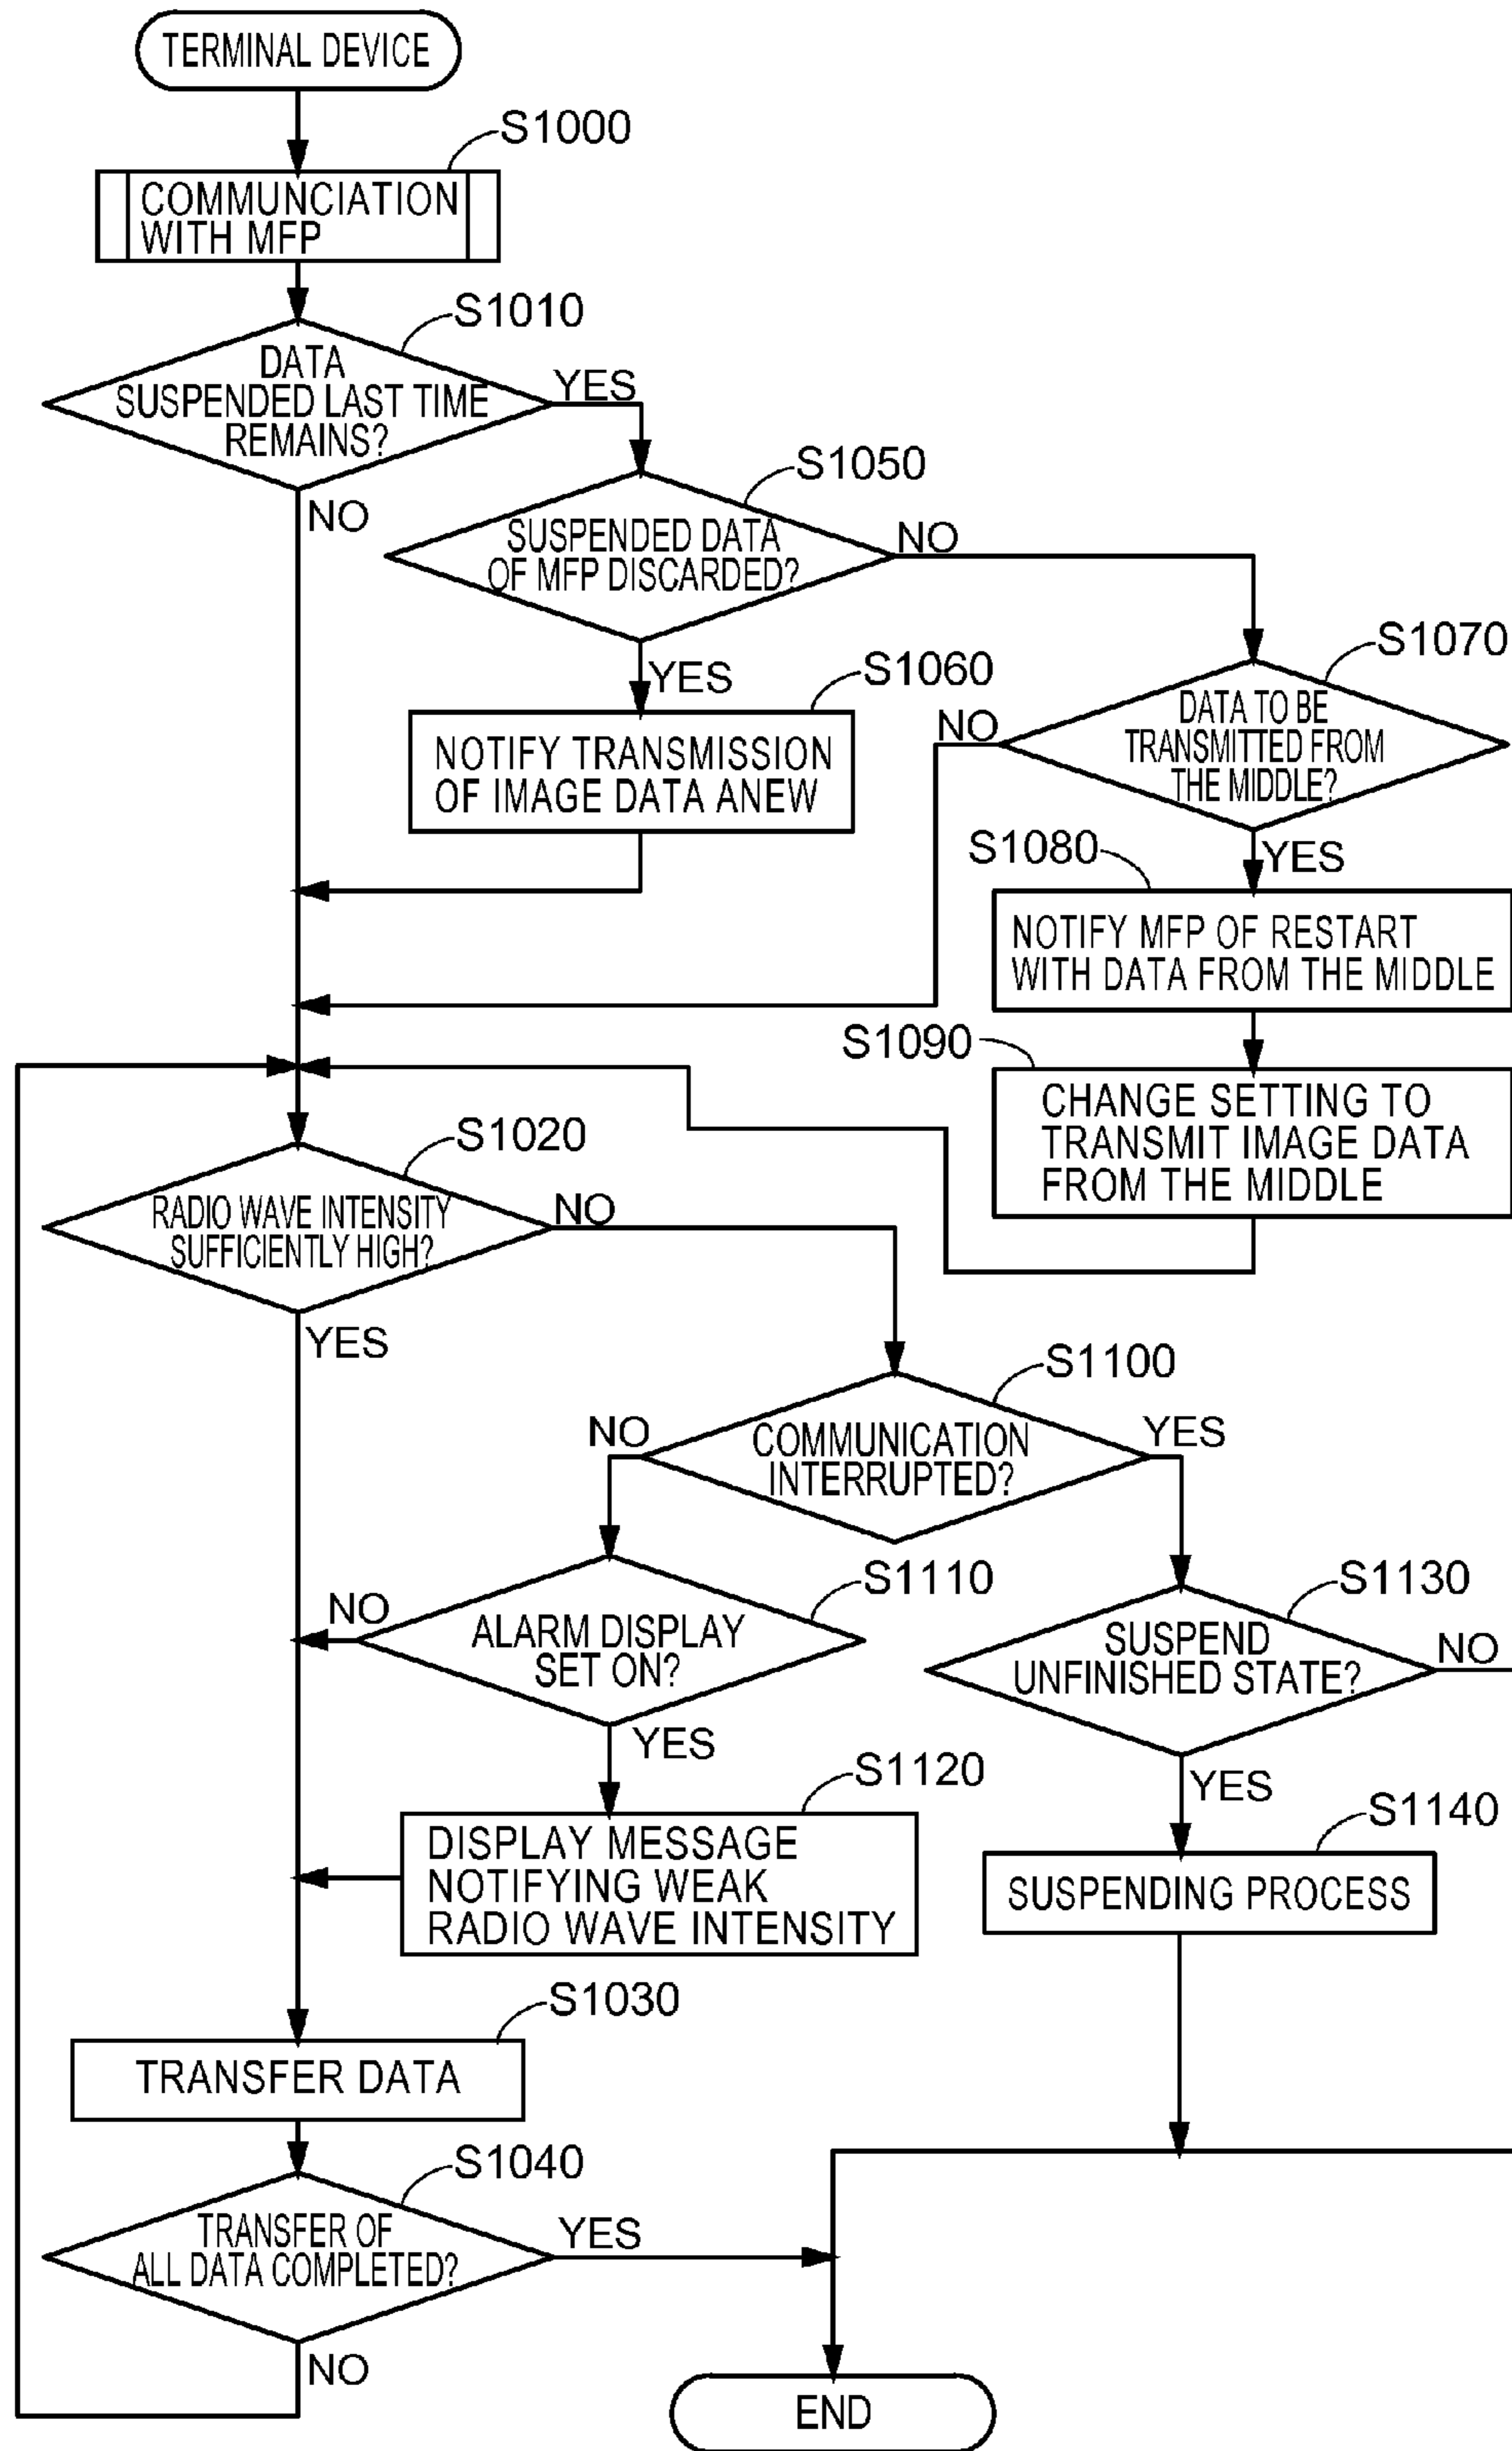 TERMINAL DEVICE
S1000
COMMUNCIATION
WITH MFP
S1010
DATA
SUSPENDED LAST TIME
REMAINS?
YES
NO
S1050
SUSPENDED DATA
OF MFP DISCARDED?
NO
YES
S1060
NOTIFY TRANSMISSION
OF IMAGE DATA ANEW
S1070
DATA TO BE
TRANSMITTED FROM
THE MIDDLE?
NO
YES
S1080
NOTIFY MFP OF RESTART
WITH DATA FROM THE MIDDLE
S1090
CHANGE SETTING TO
TRANSMIT IMAGE DATA
FROM THE MIDDLE
S1020
RADIO WAVE INTENSITY
SUFFICIENTLY HIGH?
NO
YES
S1100
COMMUNICATION
INTERRUPTED?
NO
YES
S1110
ALARM DISPLAY
SET ON?
NO
YES
S1120
DISPLAY MESSAGE
NOTIFYING WEAK
RADIO WAVE INTENSITY
S1130
SUSPEND
UNFINISHED STATE?
NO
YES
S1140
SUSPENDING PROCESS
S1030
TRANSFER DATA
S1040
TRANSFER OF
ALL DATA COMPLETED?
YES
NO
END